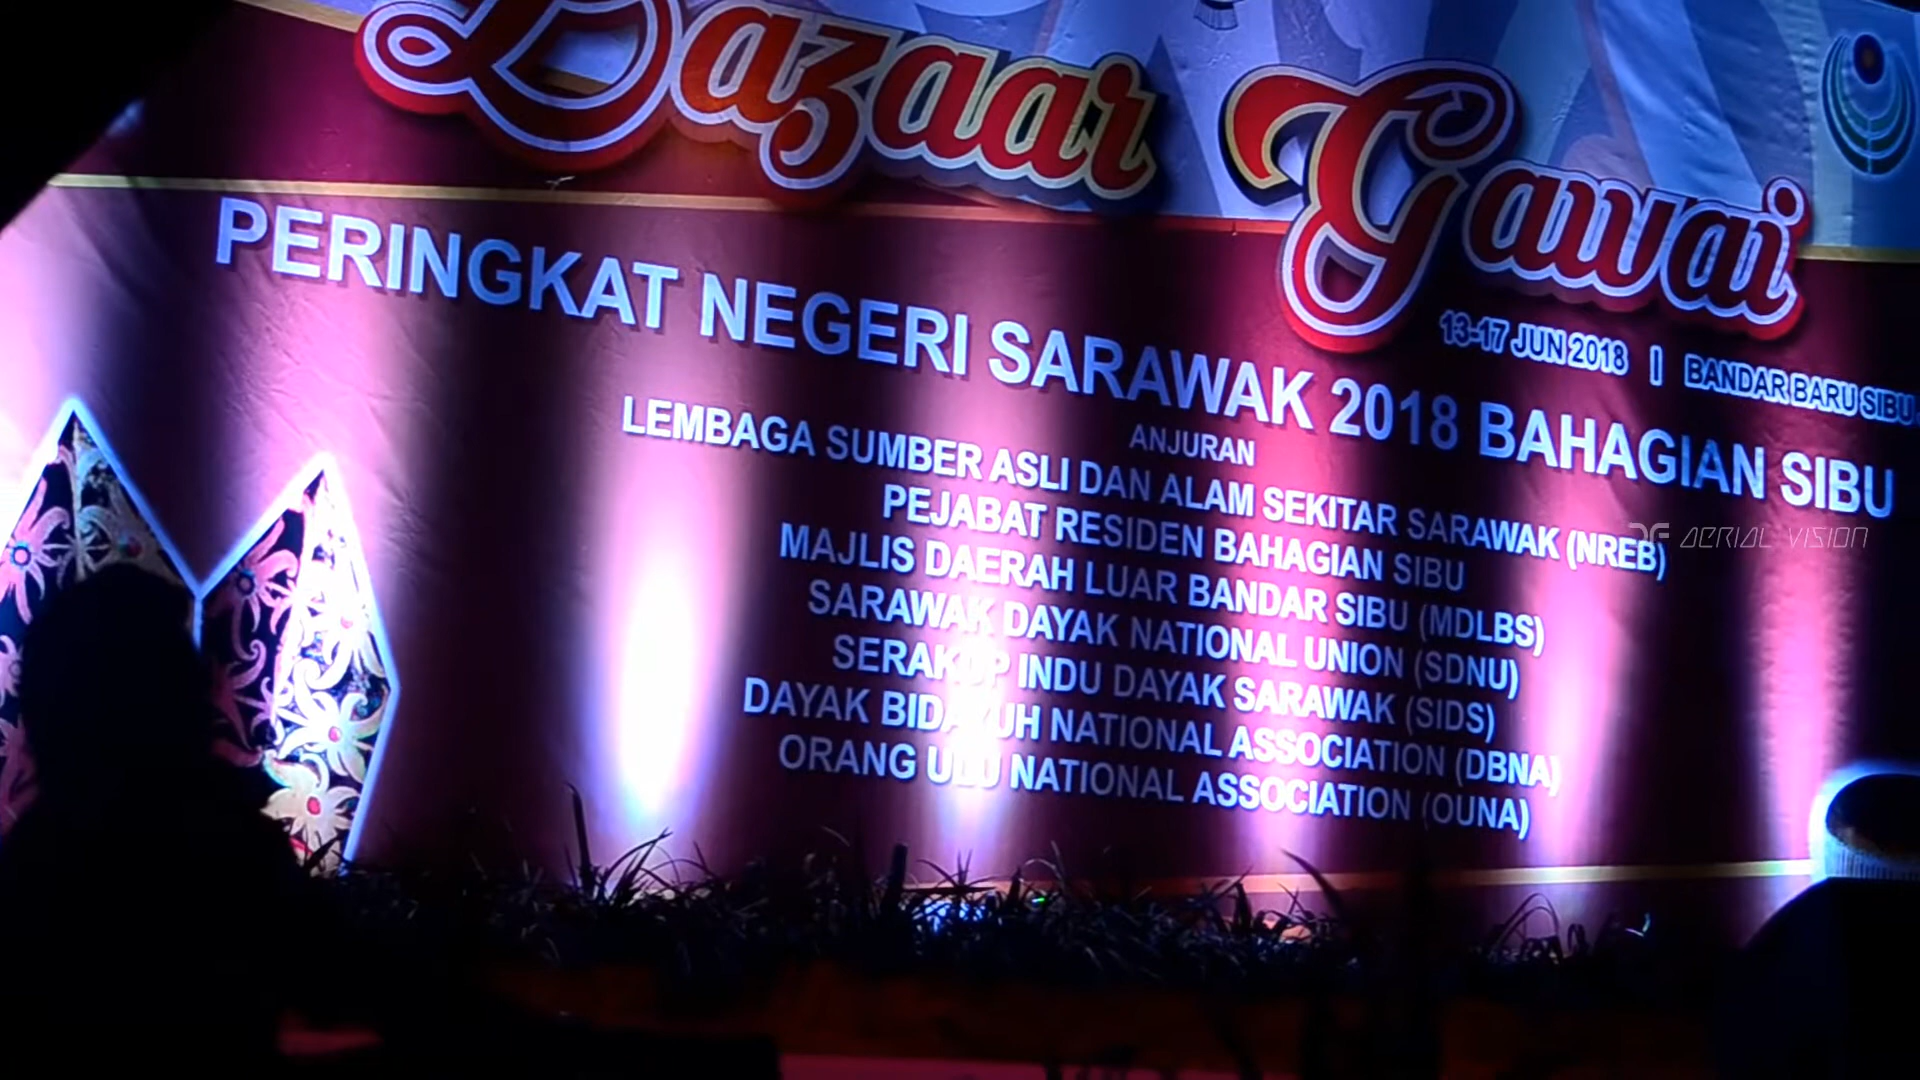 Bazaar Gawai
13-17 JUN 2018 | BANDAR BARU SIBU
PERINGKAT NEGERI SARAWAK 2018 BAHAGIAN SIBU
ANJURAN
LEMBAGA SUMBER ASLI DAN ALAM SEKITAR SARAWAK (NREB)
PEJABAT RESIDEN BAHAGIAN SIBU
MAJLIS DAERAH LUAR BANDAR SIBU (MDLBS)
SARAWAK DAYAK NATIONAL UNION (SDNU)
SERAKUP INDU DAYAK SARAWAK (SIDS)
DAYAK BIDAYUH NATIONAL ASSOCIATION (DBNA)
ORANG ULU NATIONAL ASSOCIATION (OUNA)
AERIAL VISION